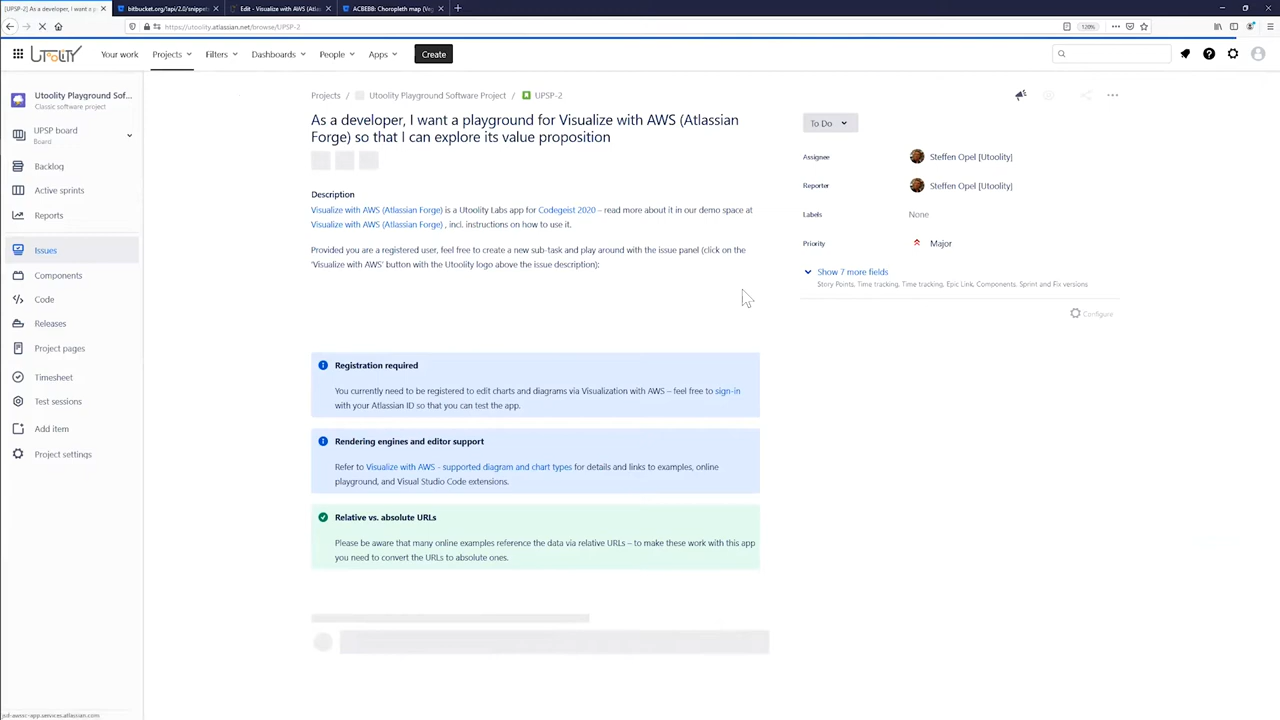 [UPSP-2] As a developer, I want a p
bitbucket.org/!api/2.0/snippets
Edit - Visualize with AWS (Atlas
ACBEBB: Choropleth map (Veg
https://utoolity.atlassian.net/browse/UPSP-2
120%
UTOOLITY
Your work
Projects
Filters
Dashboards
People
Apps
Create
Utoolity Playground Sof...
Classic software project
UPSP board
Board
Backlog
Active sprints
Reports
Issues
Components
Code
Releases
Project pages
Timesheet
Test sessions
Add item
Project settings
Projects / Utoolity Playground Software Project / UPSP-2
As a developer, I want a playground for Visualize with AWS (Atlassian
Forge) so that I can explore its value proposition
Description
Visualize with AWS (Atlassian Forge) is a Utoolity Labs app for Codegeist 2020 – read more about it in our demo space at
Visualize with AWS (Atlassian Forge) , incl. instructions on how to use it.
Provided you are a registered user, feel free to create a new sub-task and play around with the issue panel (click on the
'Visualize with AWS' button with the Utoolity logo above the issue description):
Registration required
You currently need to be registered to edit charts and diagrams via Visualization with AWS – feel free to sign-in
with your Atlassian ID so that you can test the app.
Rendering engines and editor support
Refer to Visualize with AWS - supported diagram and chart types for details and links to examples, online
playground, and Visual Studio Code extensions.
Relative vs. absolute URLs
Please be aware that many online examples reference the data via relative URLs – to make these work with this app
you need to convert the URLs to absolute ones.
To Do
Assignee
Steffen Opel [Utoolity]
Reporter
Steffen Opel [Utoolity]
Labels
None
Priority
Major
Show 7 more fields
Story Points, Time tracking, Time tracking, Epic Link, Components, Sprint and Fix versions
Configure